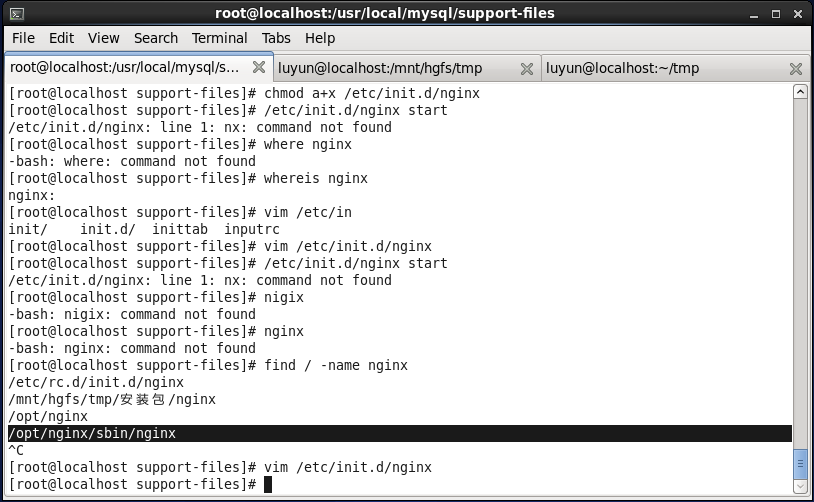 root@localhost:/usr/local/mysql/support-files
File Edit View Search Terminal Tabs Help
root@localhost:/usr/local/mysql/s... luyun@localhost:/mnt/hgfs/tmp luyun@localhost:~/tmp
[root@localhost support-files]# chmod a+x /etc/init.d/nginx
[root@localhost support-files]# /etc/init.d/nginx start
/etc/init.d/nginx: line 1: nx: command not found
[root@localhost support-files]# where nginx
-bash: where: command not found
[root@localhost support-files]# whereis nginx
nginx:
[root@localhost support-files]# vim /etc/in
init/    init.d/  inittab  inputrc
[root@localhost support-files]# vim /etc/init.d/nginx
[root@localhost support-files]# /etc/init.d/nginx start
/etc/init.d/nginx: line 1: nx: command not found
[root@localhost support-files]# nigix
-bash: nigix: command not found
[root@localhost support-files]# nginx
-bash: nginx: command not found
[root@localhost support-files]# find / -name nginx
/etc/rc.d/init.d/nginx
/mnt/hgfs/tmp/安装包/nginx
/opt/nginx
/opt/nginx/sbin/nginx
^C
[root@localhost support-files]# vim /etc/init.d/nginx
[root@localhost support-files]#